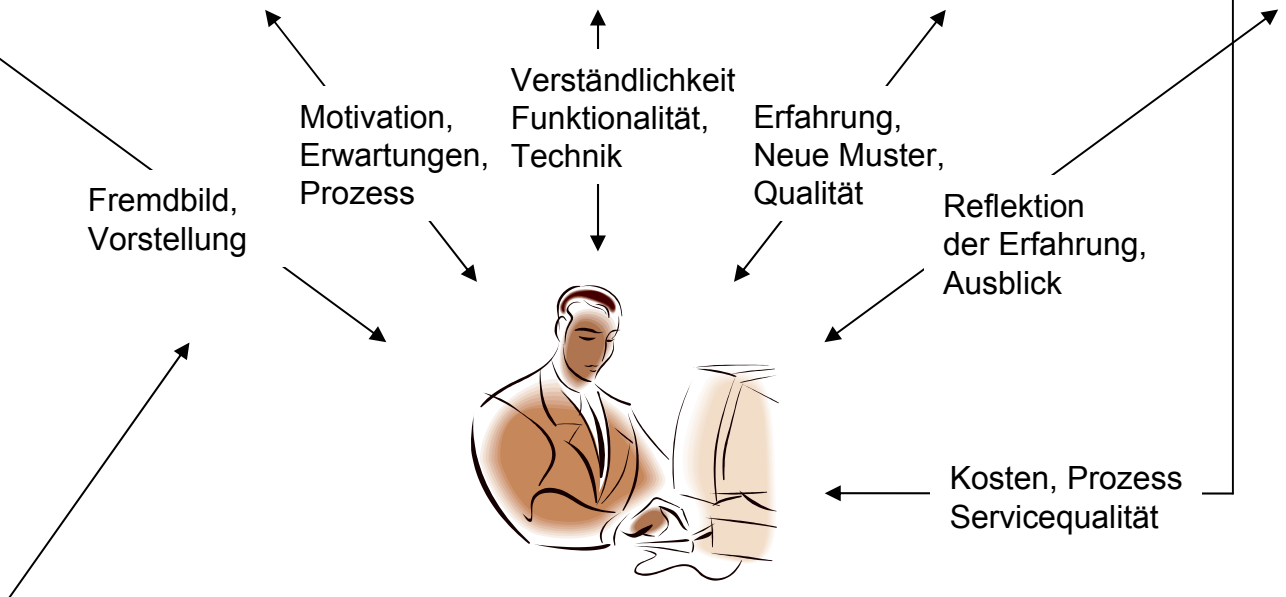 Fremdbild,
Vorstellung
Motivation,
Erwartungen,
Prozess
Verständlichkeit
Funktionalität,
Technik
Erfahrung,
Neue Muster,
Qualität
Reflektion
der Erfahrung,
Ausblick
Kosten, Prozess
Servicequalität